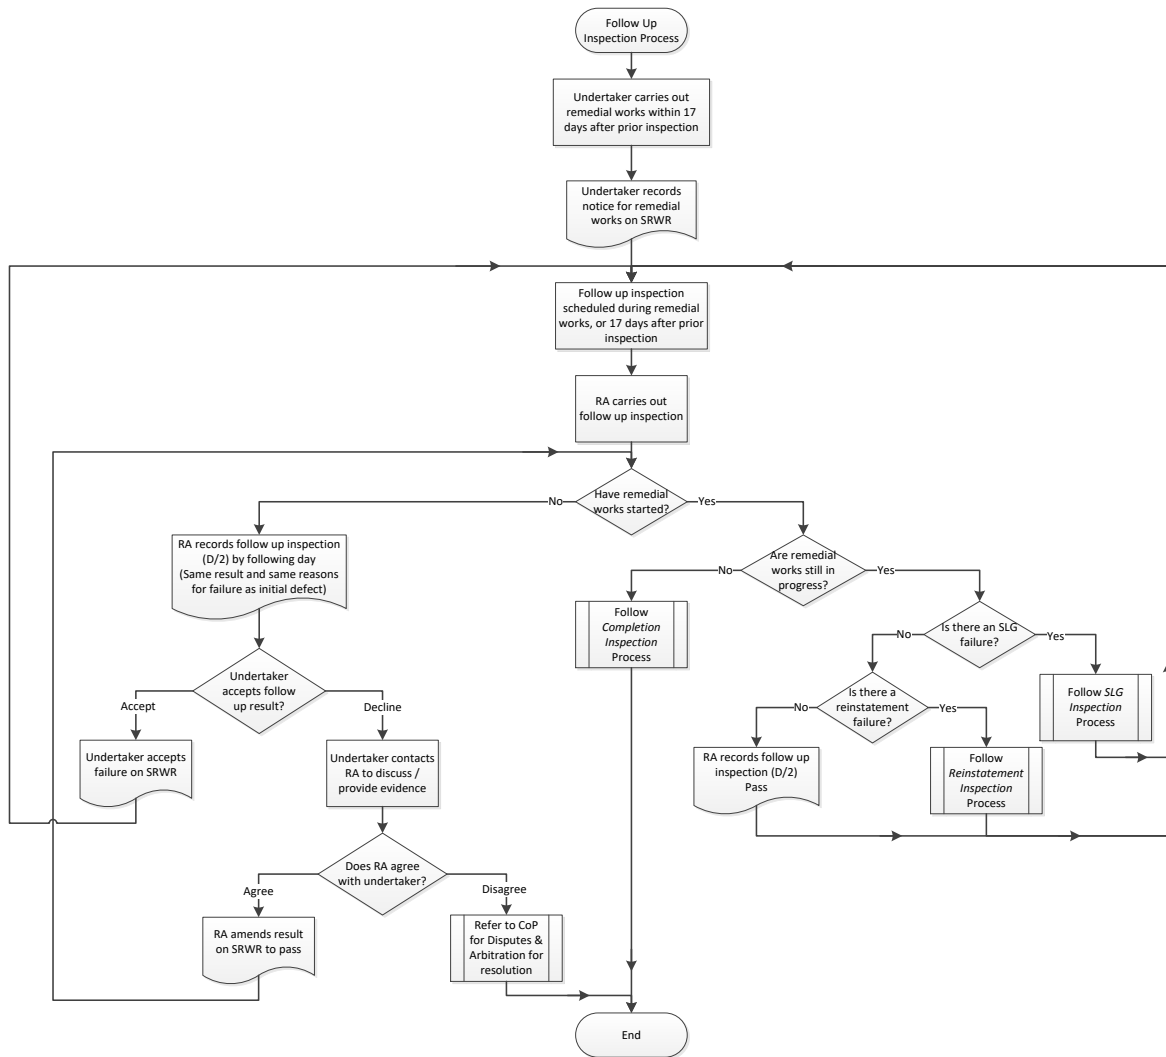 Follow Up
Inspection Process
Undertaker carries out
remedial works within 17
days after prior inspection
Undertaker records
notice for remedial
works on SRWR
Follow up inspection
scheduled during remedial
works, or 17 days after prior
inspection
RA carries out
follow up inspection
Have remedial
works started?
No
Yes
RA records follow up inspection
(D/2) by following day
(Same result and same reasons
for failure as initial defect)
Are remedial
works still in
progress?
No
Yes
Follow
Completion
Inspection
Process
Is there an SLG
failure?
No
Yes
Undertaker
accepts follow
up result?
Accept
Decline
Is there a
reinstatement
failure?
No
Yes
Follow SLG
Inspection
Process
Undertaker accepts
failure on SRWR
Undertaker contacts
RA to discuss /
provide evidence
RA records follow up
inspection (D/2)
Pass
Follow
Reinstatement
Inspection
Process
Does RA agree
with undertaker?
Agree
Disagree
RA amends result
on SRWR to pass
Refer to CoP
for Disputes &
Arbitration for
resolution
End